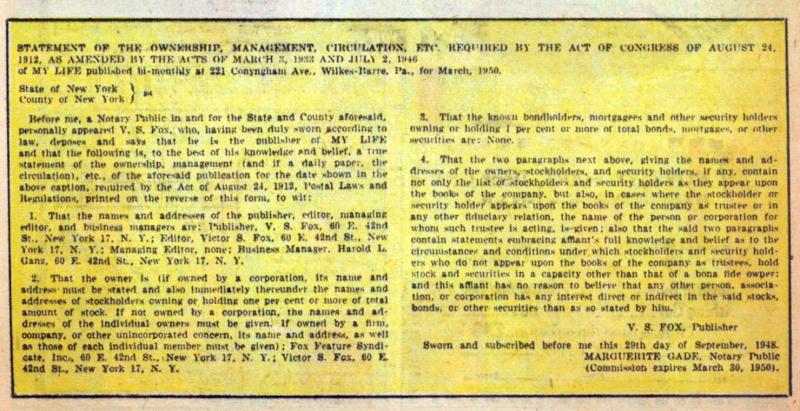 STATEMENT OF THE OWNERSHIP, MANAGEMENT, CIRCULATION, ETC. REQUIRED BY THE ACT OF CONGRESS OF AUGUST 24,
1912, AS AMENDED BY THE ACTS OF MARCH 3, 1933 AND JULY 2, 1946
of MY LIFE published bi-monthly at 221 Conyngham Ave., Wilkes-Barre, Pa., for March, 1950.
State of New York
County of New York } ss
Before me, a Notary Public in and for the State and County aforesaid,
personally appeared V. S. Fox, who, having been duly sworn according to
law, deposes and says that he is the publisher of MY LIFE
and that the following is, to the best of his knowledge and belief, a true
statement of the ownership, management (and if a daily paper, the
circulation), etc., of the aforesaid publication for the date shown in the
above caption, required by the Act of August 24, 1912, Postal Laws and
Regulations, printed on the reverse of this form, to wit:
1. That the names and addresses of the publisher, editor, managing
editor, and business managers are: Publisher, V. S. Fox, 60 E. 42nd
St., New York 17, N. Y.; Editor, Victor S. Fox, 60 E. 42nd St., New
York 17, N. Y.; Managing Editor, none; Business Manager, Harold L.
Ganz, 60 E. 42nd St., New York 17, N. Y.
2. That the owner is (if owned by a corporation, its name and
address must be stated and also immediately thereunder the names and
addresses of stockholders owning or holding one per cent or more of total
amount of stock. If not owned by a corporation, the names and ad-
dresses of the individual owners must be given. If owned by a firm,
company, or other unincorporated concern, its name and address, as well
as those of each individual member must be given); Fox Feature Syndi-
cate, Inc., 60 E. 42nd St., New York 17, N. Y.; Victor S. Fox, 60 E.
42nd St., New York 17, N. Y.
3. That the known bondholders, mortgagees and other security holders
owning or holding 1 per cent or more of total bonds, mortgages, or other
securities are: None.
4. That the two paragraphs next above, giving the names and ad-
dresses of the owners, stockholders, and security holders, if any, contain
not only the list of stockholders and security holders as they appear upon
the books of the company, but also, in cases where the stockholder or
security holder appears upon the books of the company as trustee or in
any other fiduciary relation, the name of the person or corporation for
whom such trustee is acting, is given; also that the said two paragraphs
contain statements embracing affiant's full knowledge and belief as to the
circumstances and conditions under which stockholders and security hold-
ers who do not appear upon the books of the company as trustees, hold
stock and securities in a capacity other than that of a bona fide owner;
and this affiant has no reason to believe that any other person, associa-
tion, or corporation has any interest direct or indirect in the said stocks,
bonds, or other securities than as so stated by him.
V. S. FOX, Publisher
Sworn and subscribed before me this 29th day of September, 1948.
MARGUERITE GADE, Notary Public
(Commission expires March 30, 1950).